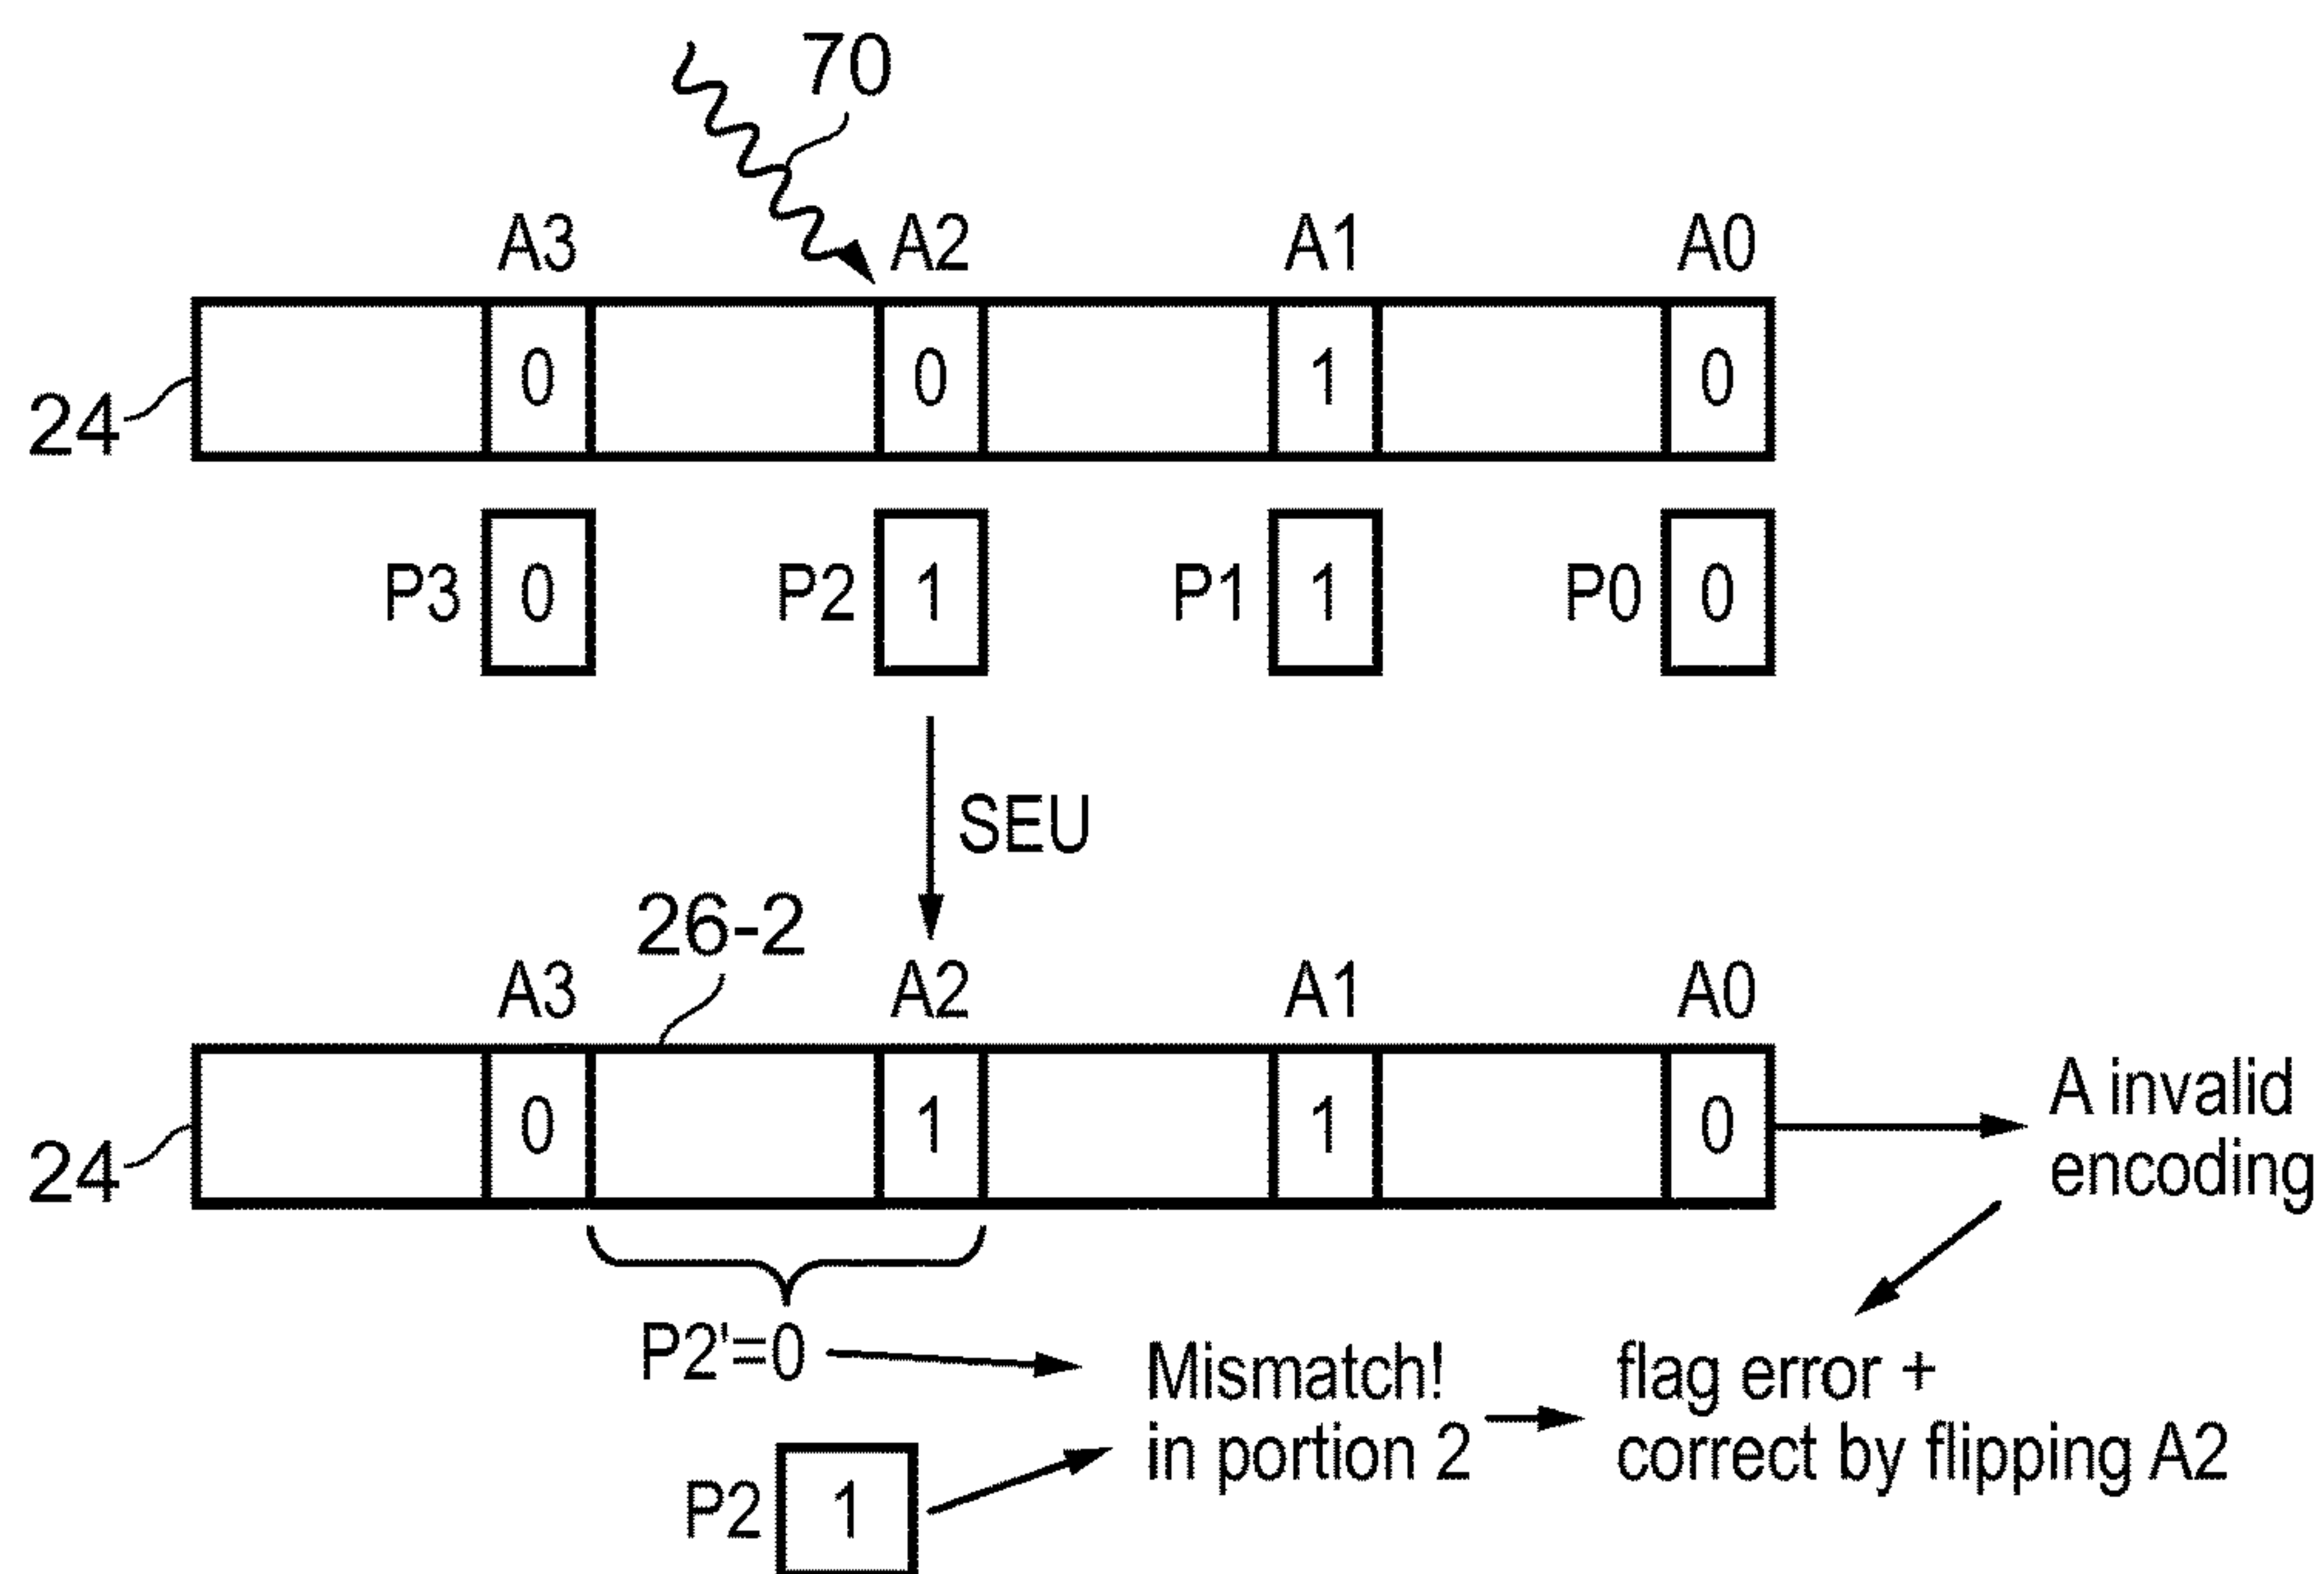 70
A3 A2 A1 A0
24 0 0 1 0
P3 0 P2 1 P1 1 P0 0
SEU
26-2
A3 A2 A1 A0
24 0 1 1 0
A invalid
encoding
P2'=0
Mismatch!
in portion 2
flag error +
correct by flipping A2
P2 1